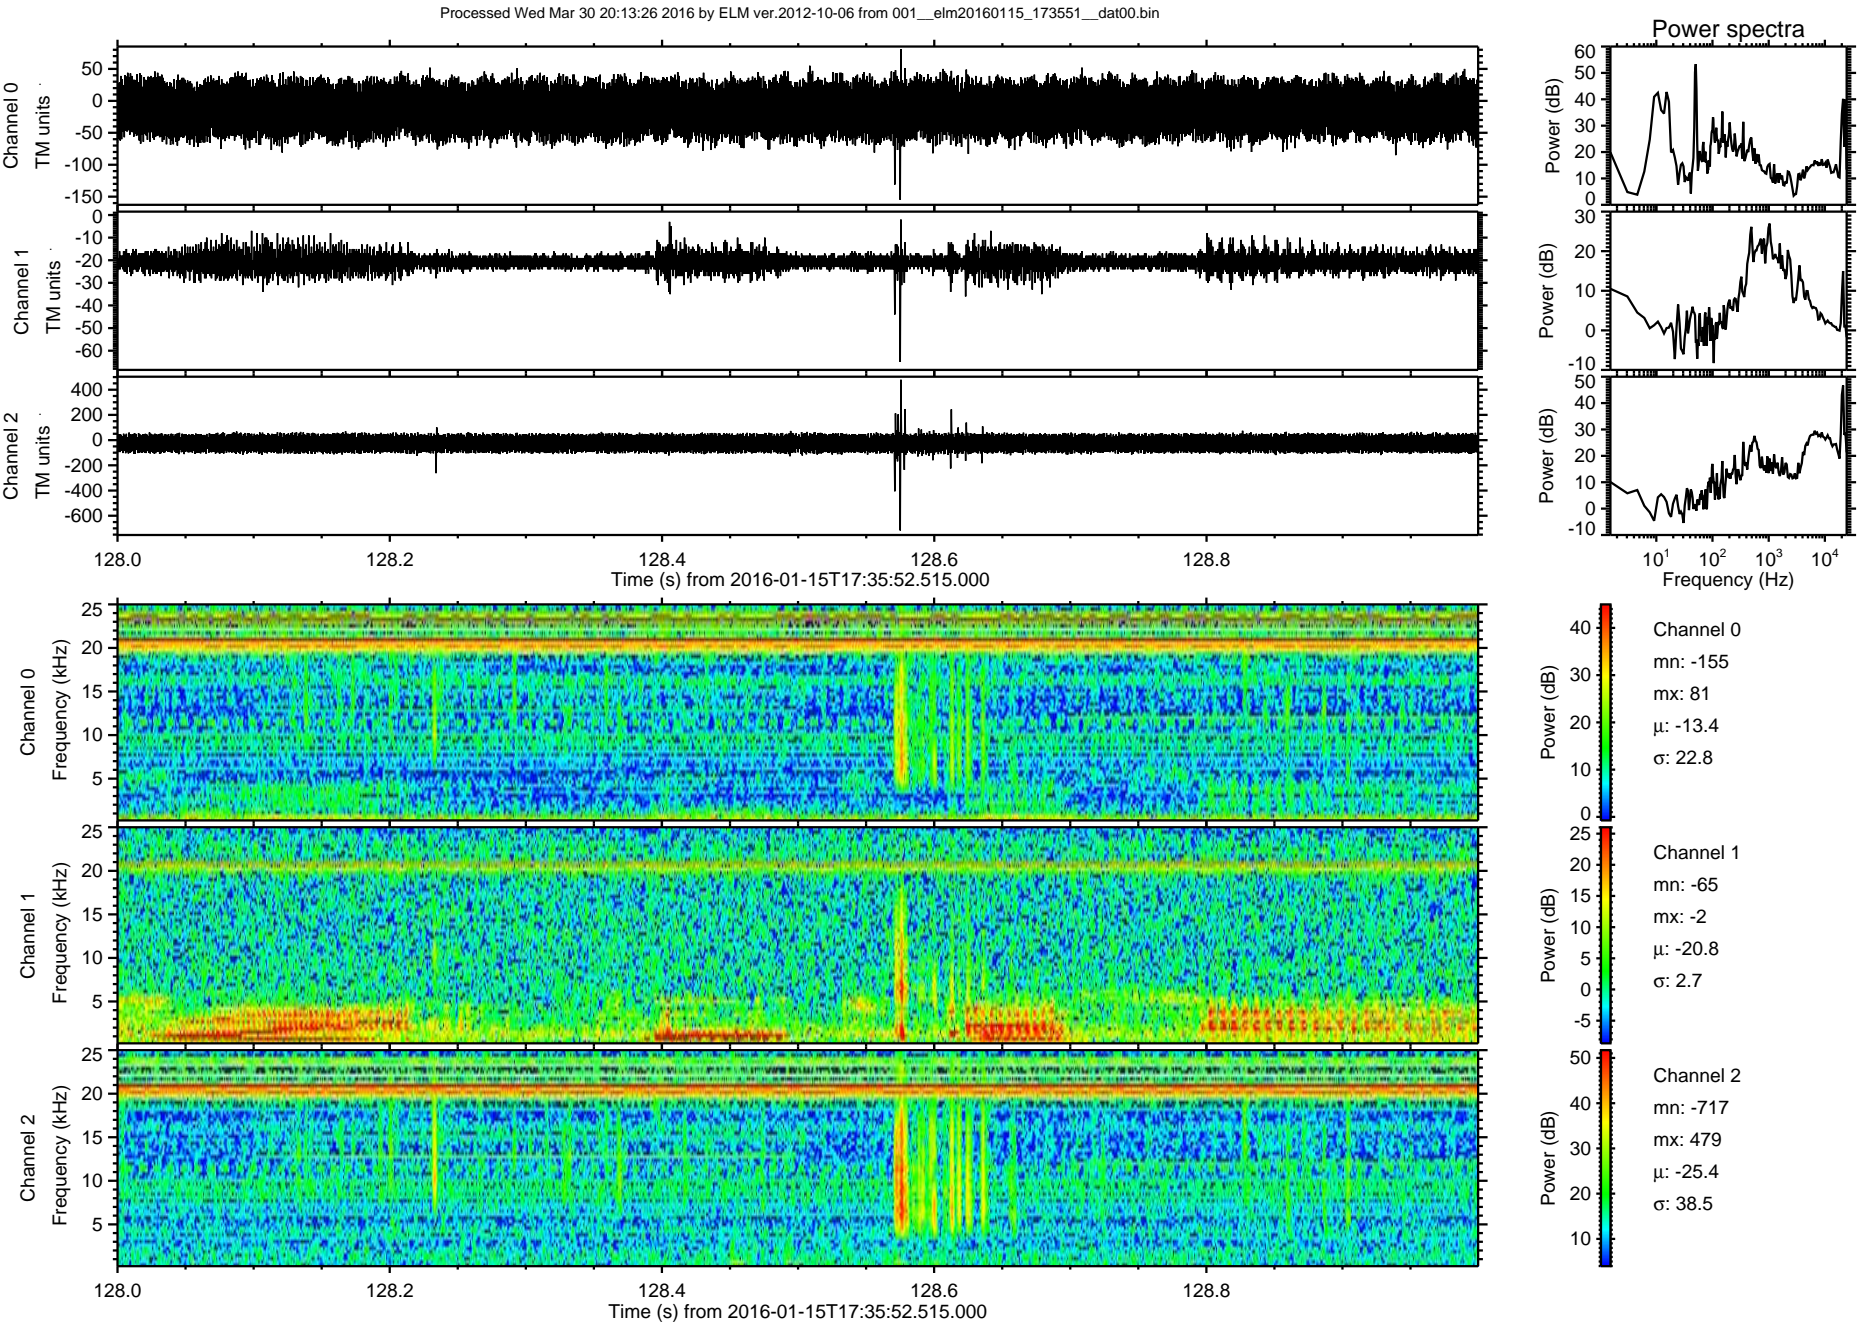 Processed Wed Mar 30 20:13:26 2016 by ELM ver.2012-10-06 from 001__elm20160115_173551__dat00.bin
Power spectra
Channel 0
TM units
50
0
-50
-100
-150
Power (dB)
60
50
40
30
20
10
0
Channel 1
TM units
0
-10
-20
-30
-40
-50
-60
Power (dB)
30
20
10
0
-10
Channel 2
TM units
400
200
0
-200
-400
-600
Power (dB)
50
40
30
20
10
0
-10
128.0 128.2 128.4 128.6 128.8
Time (s) from 2016-01-15T17:35:52.515.000
10¹ 10² 10³ 10⁴
Frequency (Hz)
Channel 0
Frequency (kHz)
25
20
15
10
5
Power (dB)
40
30
20
10
0
Channel 0
mn: -155
mx: 81
μ: -13.4
σ: 22.8
Channel 1
Frequency (kHz)
25
20
15
10
5
Power (dB)
25
20
15
10
5
0
-5
Channel 1
mn: -65
mx: -2
μ: -20.8
σ: 2.7
Channel 2
Frequency (kHz)
25
20
15
10
5
Power (dB)
50
40
30
20
10
Channel 2
mn: -717
mx: 479
μ: -25.4
σ: 38.5
128.0 128.2 128.4 128.6 128.8
Time (s) from 2016-01-15T17:35:52.515.000